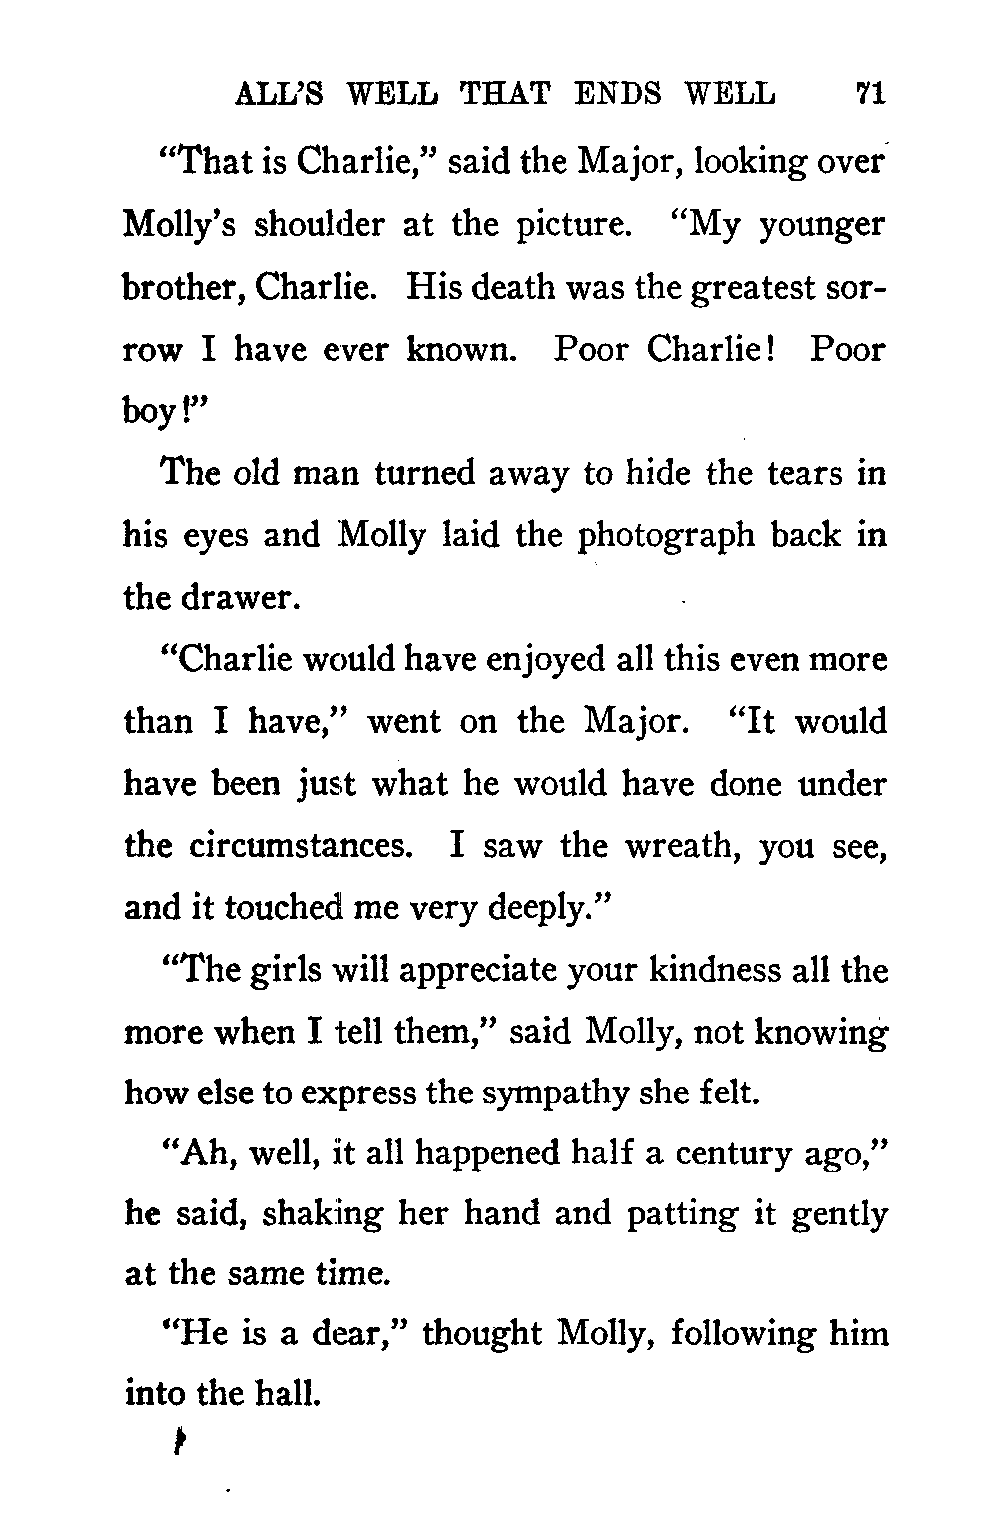 ALL'S WELL THAT ENDS WELL 71
"That is Charlie," said the Major, looking over
Molly's shoulder at the picture. "My younger
brother, Charlie. His death was the greatest sor-
row I have ever known. Poor Charlie! Poor
boy!"
The old man turned away to hide the tears in
his eyes and Molly laid the photograph back in
the drawer.
"Charlie would have enjoyed all this even more
than I have," went on the Major. "It would
have been just what he would have done under
the circumstances. I saw the wreath, you see,
and it touched me very deeply."
"The girls will appreciate your kindness all the
more when I tell them," said Molly, not knowing
how else to express the sympathy she felt.
"Ah, well, it all happened half a century ago,"
he said, shaking her hand and patting it gently
at the same time.
"He is a dear," thought Molly, following him
into the hall.